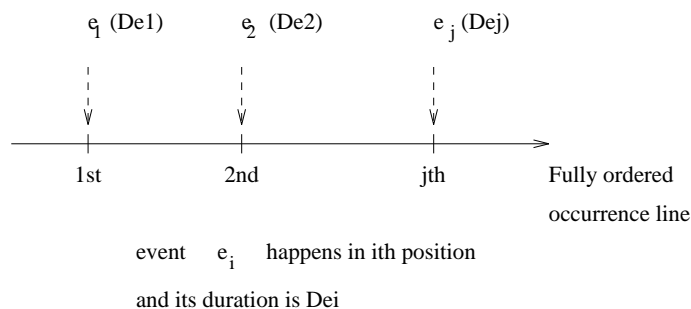 e1 (De1) e2 (De2) ej (Dej)
1st 2nd jth Fully ordered
occurrence line
event ei happens in ith position
and its duration is Dei